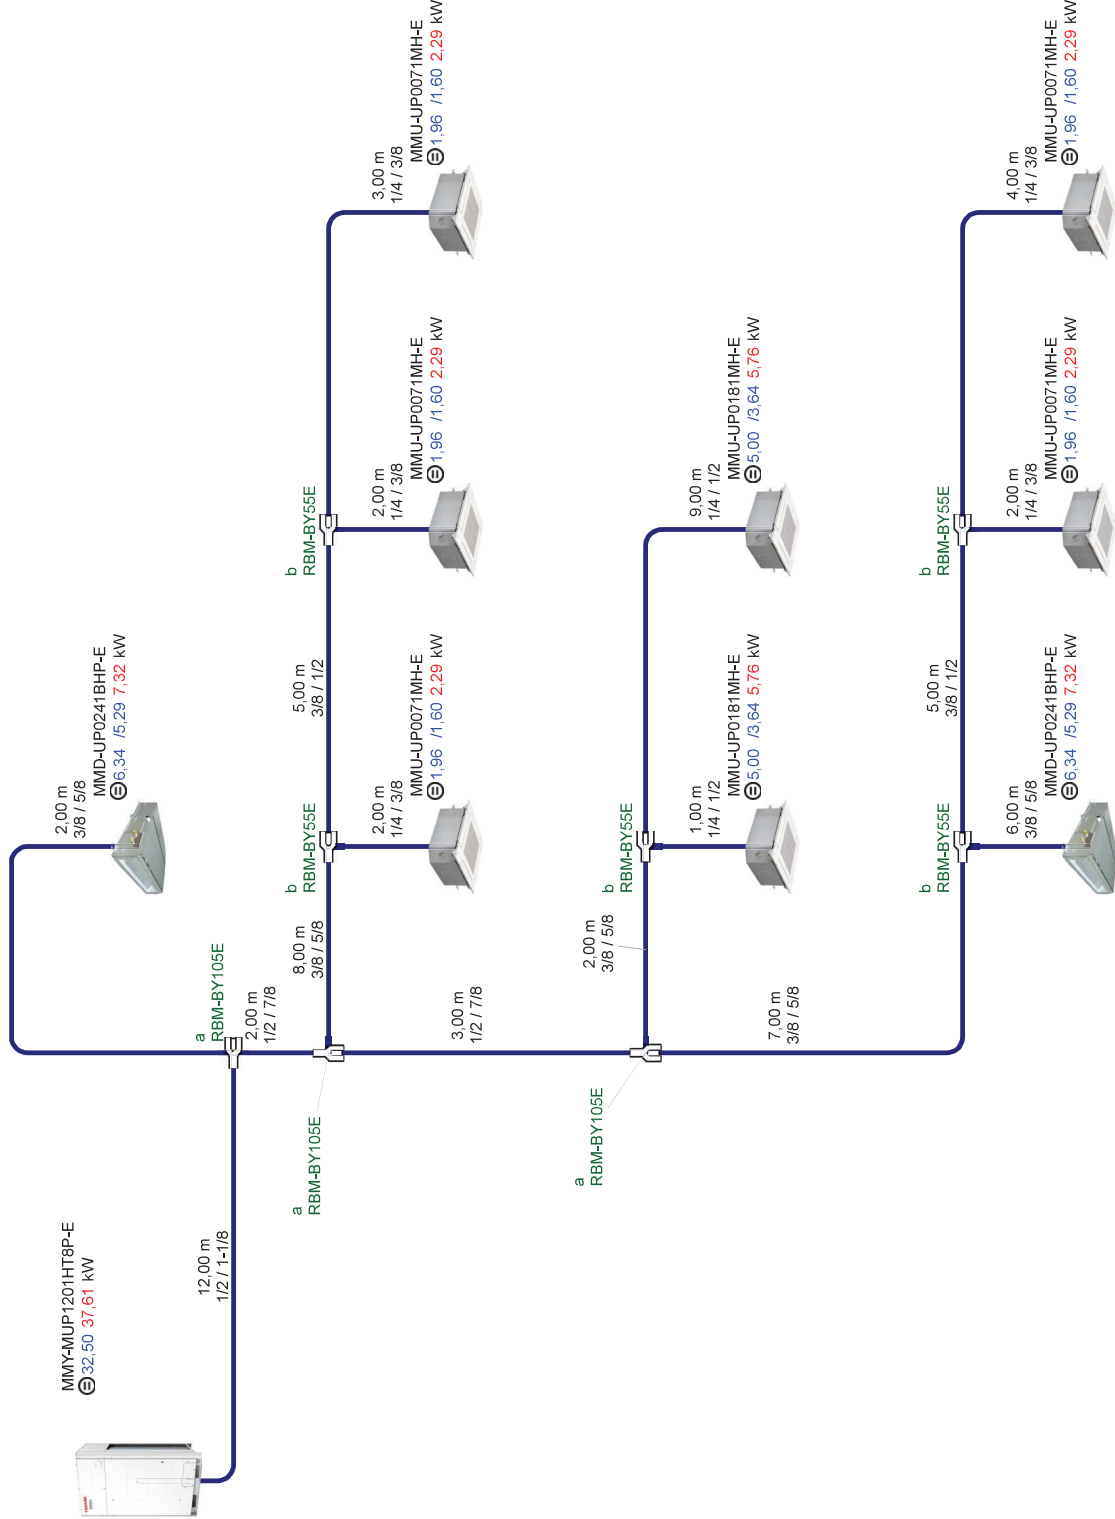 MMY-MUP1201HT8P-E
32,50 37,61 kW
12,00 m
1/2 / 1-1/8
a
RBM-BY105E
2,00 m
3/8 / 5/8
MMD-UP0241BHP-E
6,34 /5,29 7,32 kW
2,00 m
1/2 / 7/8
a
RBM-BY105E
8,00 m
3/8 / 5/8
b
RBM-BY55E
2,00 m
1/4 / 3/8
MMU-UP0071MH-E
1,96 /1,60 2,29 kW
5,00 m
3/8 / 1/2
b
RBM-BY55E
2,00 m
1/4 / 3/8
MMU-UP0071MH-E
1,96 /1,60 2,29 kW
3,00 m
1/4 / 3/8
MMU-UP0071MH-E
1,96 /1,60 2,29 kW
3,00 m
1/2 / 7/8
a
RBM-BY105E
2,00 m
3/8 / 5/8
b
RBM-BY55E
1,00 m
1/4 / 1/2
MMU-UP0181MH-E
5,00 /3,64 5,76 kW
9,00 m
1/4 / 1/2
MMU-UP0181MH-E
5,00 /3,64 5,76 kW
7,00 m
3/8 / 5/8
b
RBM-BY55E
6,00 m
3/8 / 5/8
MMD-UP0241BHP-E
6,34 /5,29 7,32 kW
5,00 m
3/8 / 1/2
b
RBM-BY55E
2,00 m
1/4 / 3/8
MMU-UP0071MH-E
1,96 /1,60 2,29 kW
4,00 m
1/4 / 3/8
MMU-UP0071MH-E
1,96 /1,60 2,29 kW